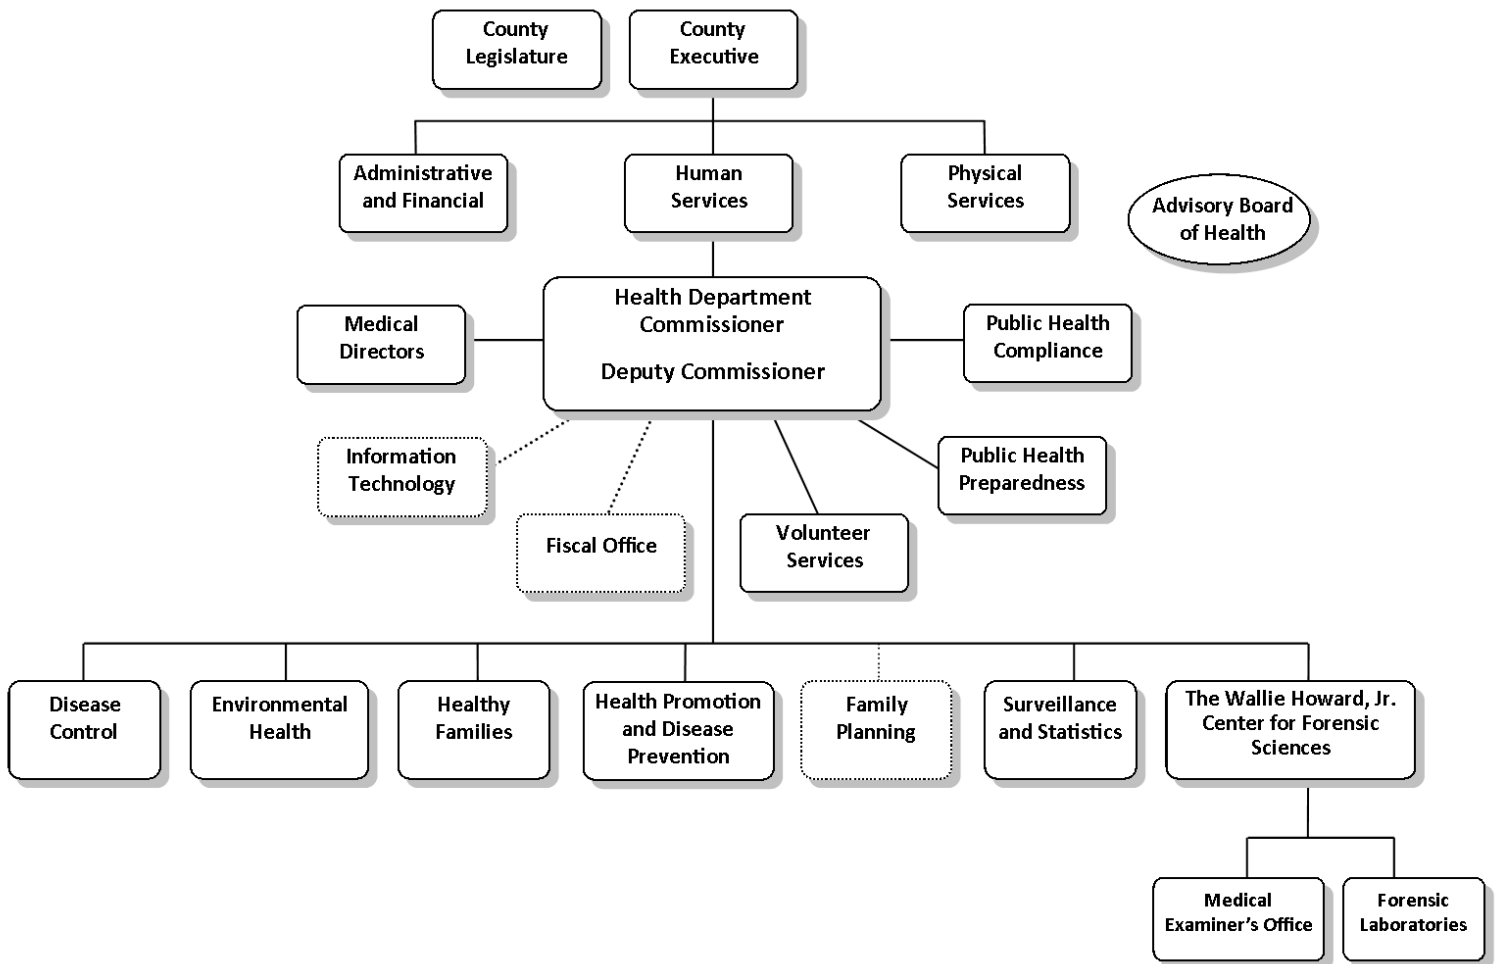 County
Legislature
County
Executive
Administrative
and Financial
Human
Services
Physical
Services
Advisory Board
of Health
Health Department
Commissioner
Deputy Commissioner
Medical
Directors
Public Health
Compliance
Information
Technology
Fiscal Office
Volunteer
Services
Public Health
Preparedness
Disease
Control
Environmental
Health
Healthy
Families
Health Promotion
and Disease
Prevention
Family
Planning
Surveillance
and Statistics
The Wallie Howard, Jr.
Center for Forensic
Sciences
Medical
Examiner’s Office
Forensic
Laboratories